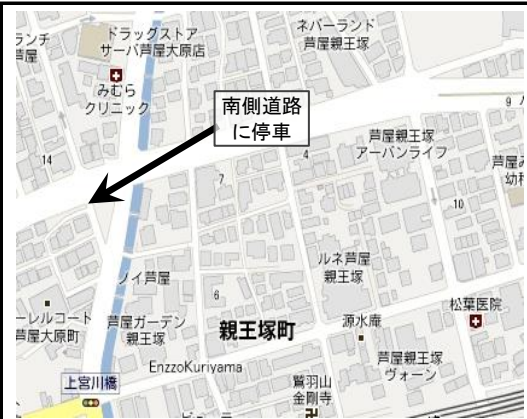 ランチ
芦屋
ドラッグストア
サーバ芦屋大原店
ネバーランド
芦屋親王塚
みむら
クリニック
南側道路
に停車
9
14
7
4
芦屋親王塚
アーバンライフ
芦屋み
幼稚
10
ルネ芦屋
親王塚
ノイ芦屋
6
ーレルコート
芦屋大原町
芦屋ガーデン
親王塚
親王塚町
源水庵
松葉医院
EnzzoKuriyama
芦屋親王塚
ヴォーン
上宮川橋
鷲羽山
金剛寺